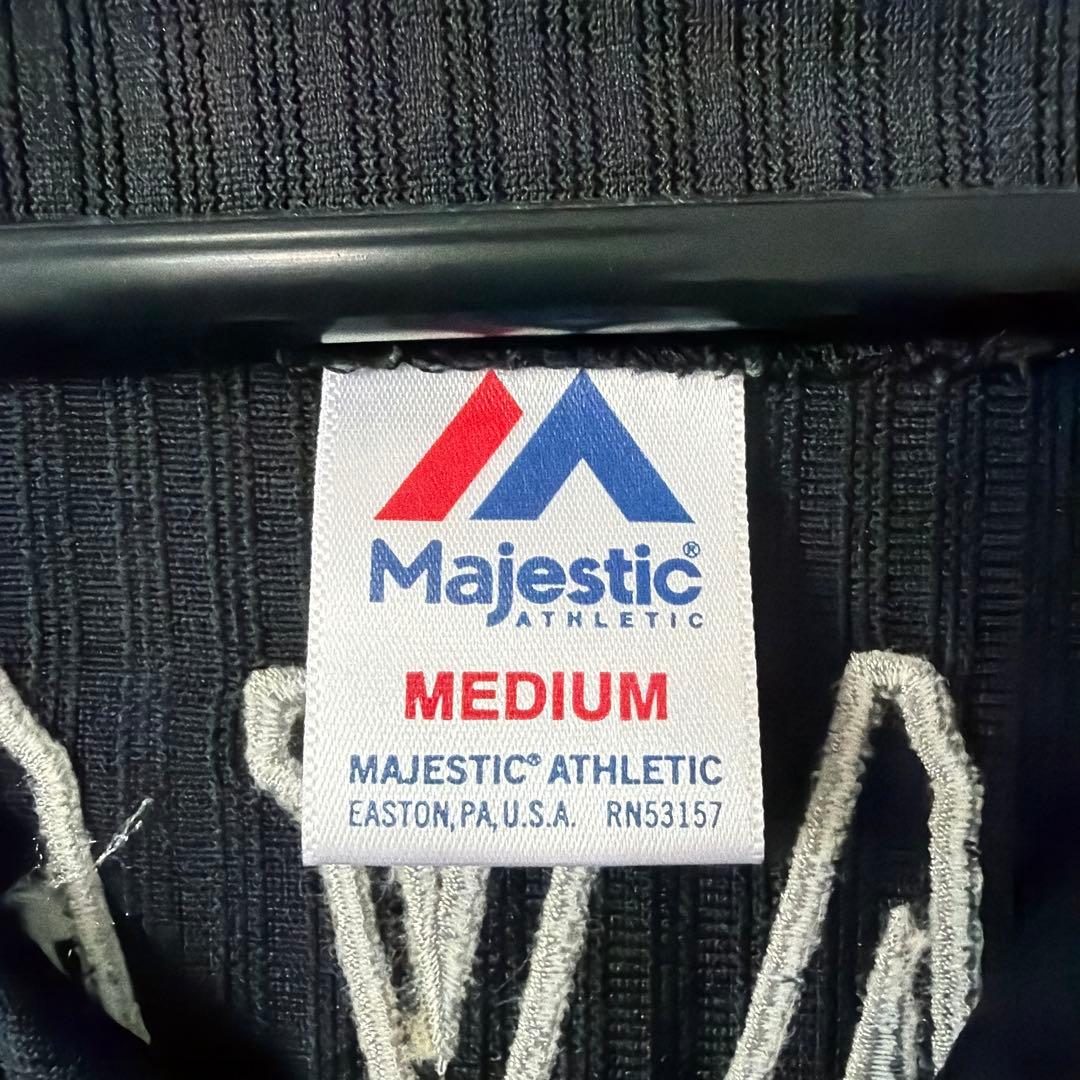 Majestic®
ATHLETIC
MEDIUM
MAJESTIC® ATHLETIC
EASTON, PA, U.S.A. RN53157